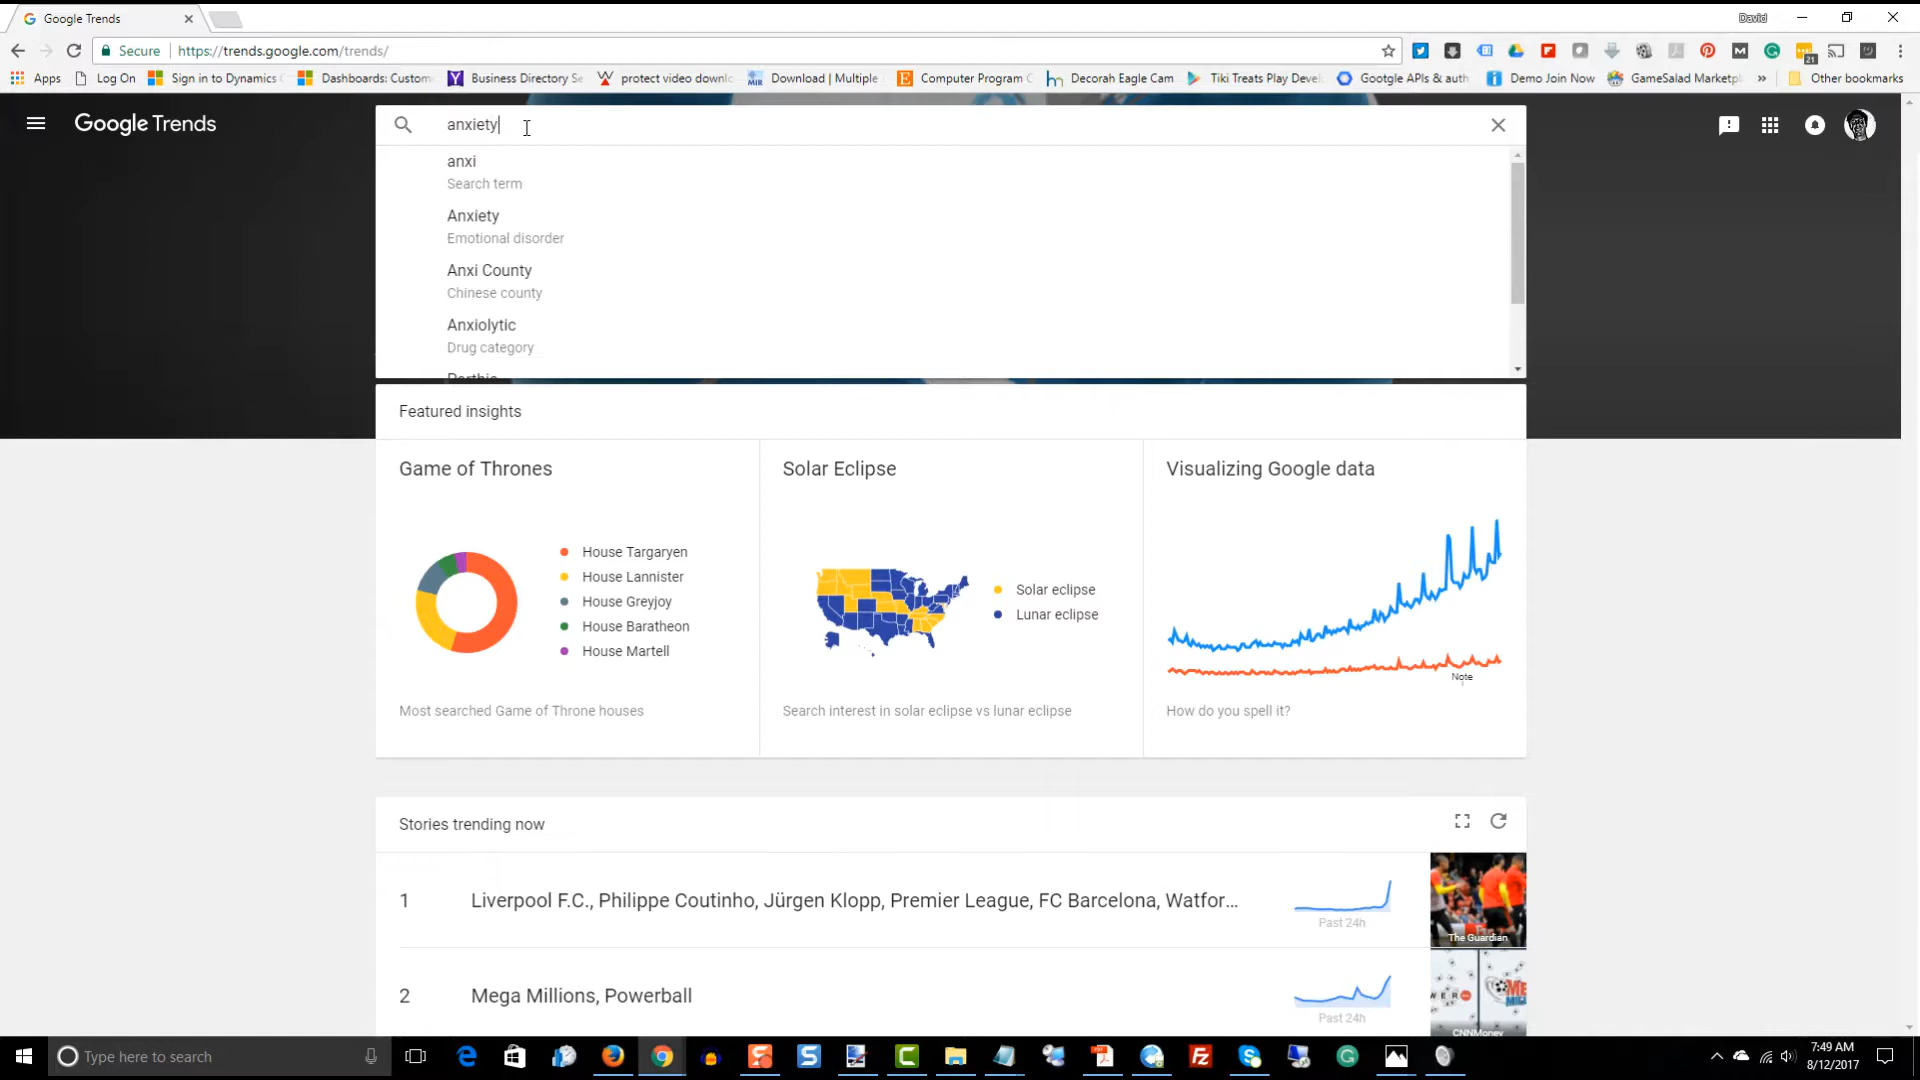 Google Trends
David
Secure https://trends.google.com/trends/
Apps Log On Sign in to Dynamics Dashboards: Custom Business Directory Se protect video downlo Download | Multiple Computer Program C Decorah Eagle Cam Tiki Treats Play Devel Google APIs & auth Demo Join Now GameSalad Marketpl » Other bookmarks
Google Trends
anxiety
anxi
Search term
Anxiety
Emotional disorder
Anxi County
Chinese county
Anxiolytic
Drug category
Featured insights
Game of Thrones
House Targaryen
House Lannister
House Greyjoy
House Baratheon
House Martell
Most searched Game of Throne houses
Solar Eclipse
Solar eclipse
Lunar eclipse
Search interest in solar eclipse vs lunar eclipse
Visualizing Google data
Note
How do you spell it?
Stories trending now
1 Liverpool F.C., Philippe Coutinho, Jürgen Klopp, Premier League, FC Barcelona, Watfor...
Past 24h
The Guardian
2 Mega Millions, Powerball
Past 24h
CNNMoney
Type here to search
7:49 AM
8/12/2017